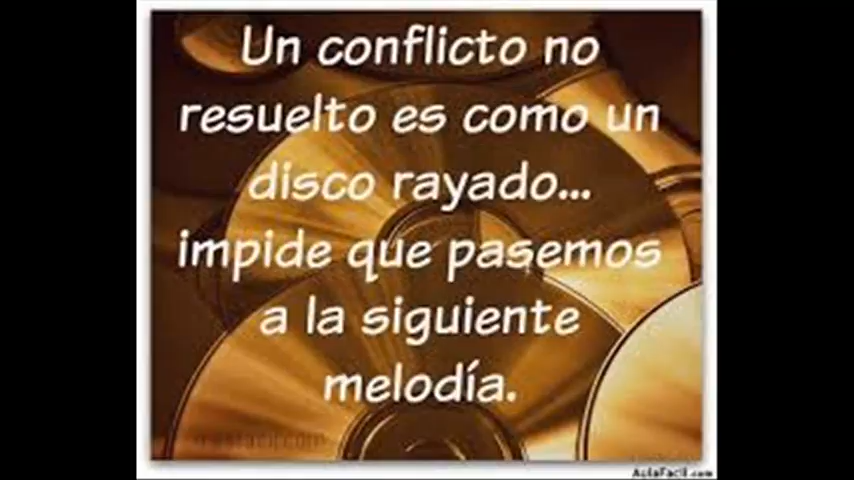 Un conflicto no
resuelto es como un
disco rayado...
impide que pasemos
a la siguiente
melodía.
AulaFacil.com